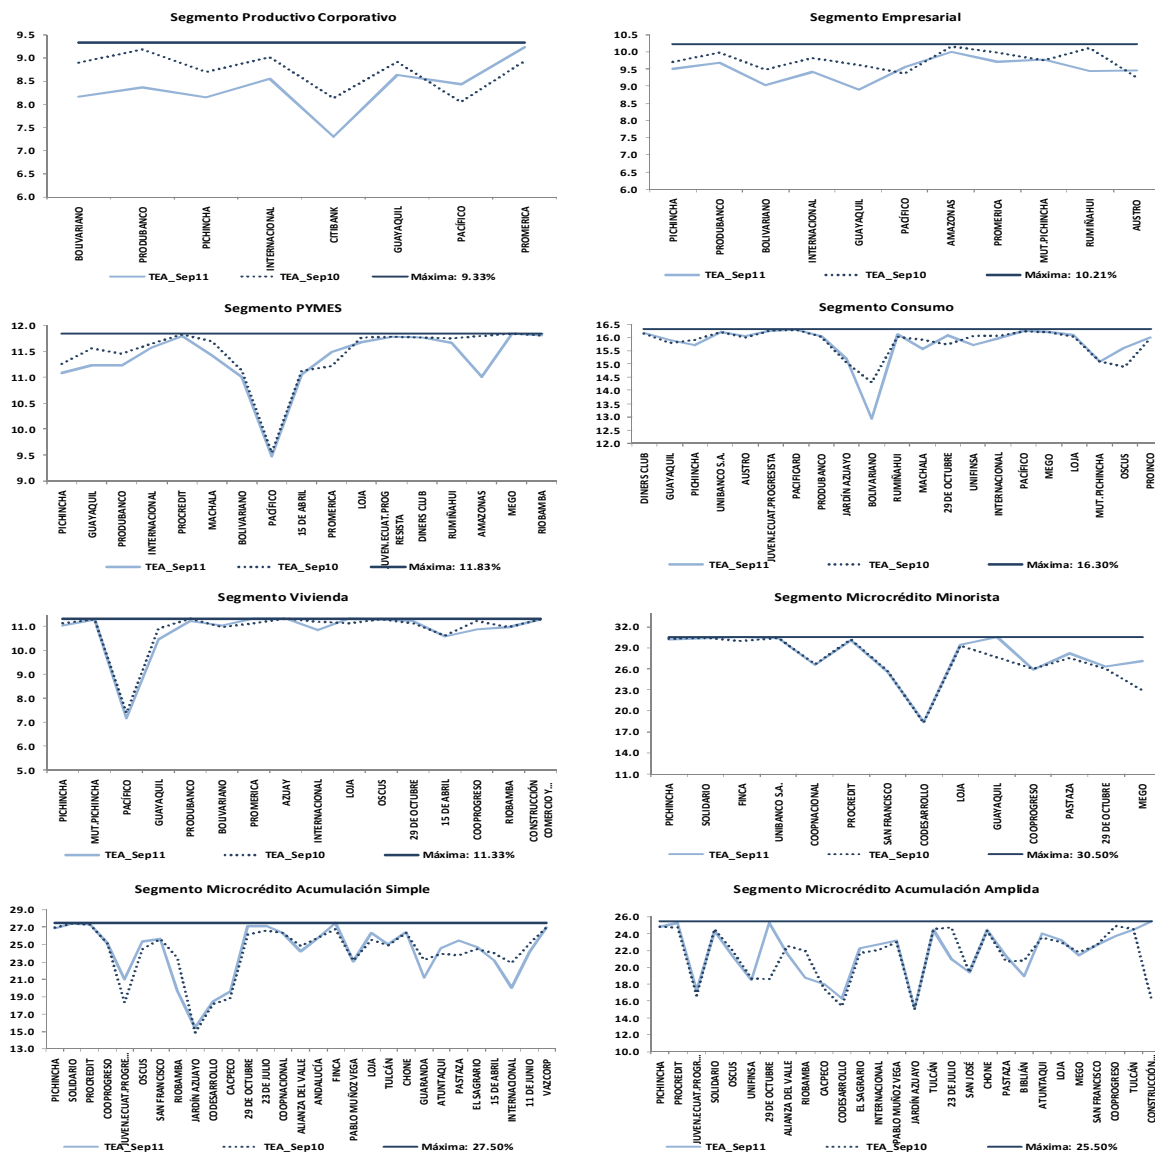 Segmento Productivo Corporativo
9.5
9.0
8.5
8.0
7.5
7.0
6.5
6.0
BOLIVARIANO
PRODUBANCO
PICHINCHA
INTERNACIONAL
CITIBANK
GUAYAQUIL
PACÍFICO
PROMERICA
TEA_Sep11 TEA_Sep10 Máxima: 9.33%
Segmento Empresarial
10.5
10.0
9.5
9.0
8.5
8.0
7.5
7.0
6.5
6.0
PICHINCHA
PRODUBANCO
BOLIVARIANO
INTERNACIONAL
GUAYAQUIL
PACÍFICO
AMAZONAS
PROMERICA
MUT.PICHINCHA
RUMIÑAHUI
AUSTRO
TEA_Sep11 TEA_Sep10 Máxima: 10.21%
Segmento PYMES
12.0
11.5
11.0
10.5
10.0
9.5
9.0
PICHINCHA
GUAYAQUIL
PRODUBANCO
INTERNACIONAL
PROCREDIT
MACHALA
BOLIVARIANO
PACÍFICO
15 DE ABRIL
PROMERICA
LOJA
JUVEN.ECUAT.PROG
RESISTA
DINERS CLUB
RUMIÑAHUI
AMAZONAS
MEGO
RIOBAMBA
TEA_Sep11 TEA_Sep10 Máxima: 11.83%
Segmento Consumo
16.5
16.0
15.5
15.0
14.5
14.0
13.5
13.0
12.5
12.0
DINERS CLUB
GUAYAQUIL
PICHINCHA
UNIBANCO S.A.
AUSTRO
JUVEN.ECUAT.PROGRESISTA
PACIFICARD
PRODUBANCO
JARDÍN AZUAYO
BOLIVARIANO
RUMIÑAHUI
MACHALA
29 DE OCTUBRE
UNIFINSA
INTERNACIONAL
PACÍFICO
MEGO
LOJA
MUT.PICHINCHA
OSCUS
PROINCO
TEA_Sep11 TEA_Sep10 Máxima: 16.30%
Segmento Vivienda
11.0
10.0
9.0
8.0
7.0
6.0
5.0
PICHINCHA
MUT.PICHINCHA
PACÍFICO
GUAYAQUIL
PRODUBANCO
BOLIVARIANO
PROMERICA
AZUAY
INTERNACIONAL
LOJA
OSCUS
29 DE OCTUBRE
15 DE ABRIL
COOPROGRESO
RIOBAMBA
CONSTRUCCIÓN
COMERCIO Y...
TEA_Sep11 TEA_Sep10 Máxima: 11.33%
Segmento Microcrédito Minorista
32.0
29.0
26.0
23.0
20.0
17.0
14.0
11.0
PICHINCHA
SOLIDARIO
FINCA
UNIBANCO S.A.
COOPNACIONAL
PROCREDIT
SAN FRANCISCO
CODESARROLLO
LOJA
GUAYAQUIL
COOPROGRESO
PASTAZA
29 DE OCTUBRE
MEGO
TEA_Sep11 TEA_Sep10 Máxima: 30.50%
Segmento Microcrédito Acumulación Simple
29.0
27.0
25.0
23.0
21.0
19.0
17.0
15.0
13.0
PICHINCHA
SOLIDARIO
PROCREDIT
COOPROGRESO
JUVEN.ECUAT.PROGRE...
OSCUS
SAN FRANCISCO
RIOBAMBA
JARDÍN AZUAYO
CODESARROLLO
CACPECO
29 DE OCTUBRE
23 DE JULIO
COOPNACIONAL
ALIANZA DEL VALLE
ANDALUCÍA
FINCA
PABLO MUÑOZ VEGA
LOJA
TULCÁN
CHONE
GUARANDA
ATUNTAQUI
PASTAZA
EL SAGRARIO
15 DE ABRIL
INTERNACIONAL
11 DE JUNIO
VAZCORP
TEA_Sep11 TEA_Sep10 Máxima: 27.50%
Segmento Microcrédito Acumulación Amplida
26.0
24.0
22.0
20.0
18.0
16.0
14.0
12.0
10.0
PICHINCHA
PROCREDIT
JUVEN.ECUAT.PROGR...
SOLIDARIO
OSCUS
UNIFINSA
29 DE OCTUBRE
ALIANZA DEL VALLE
RIOBAMBA
CACPECO
CODESARROLLO
EL SAGRARIO
INTERNACIONAL
PABLO MUÑOZ VEGA
JARDÍN AZUAYO
TULCÁN
23 DE JULIO
SAN JOSÉ
CHONE
PASTAZA
BIBLIÁN
ATUNTAQUI
LOJA
MEGO
SAN FRANCISCO
COOPROGRESO
TULCÁN
CONSTRUCCIÓN...
TEA_Sep11 TEA_Sep10 Máxima: 25.50%